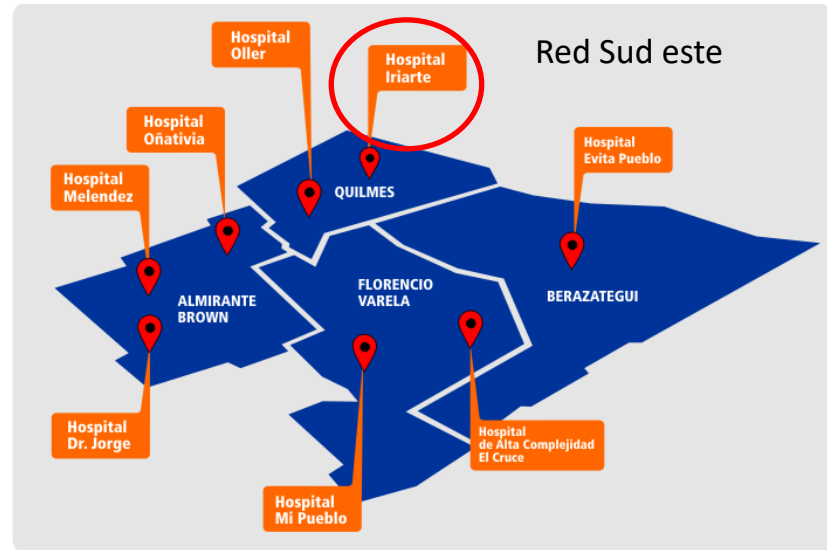 Red Sud este
Hospital
Oller
Hospital
Iriarte
Hospital
Oñativia
Hospital
Evita Pueblo
Hospital
Melendez
QUILMES
ALMIRANTE
BROWN
FLORENCIO
VARELA
BERAZATEGUI
Hospital
Dr. Jorge
Hospital
de Alta Complejidad
El Cruce
Hospital
Mi Pueblo